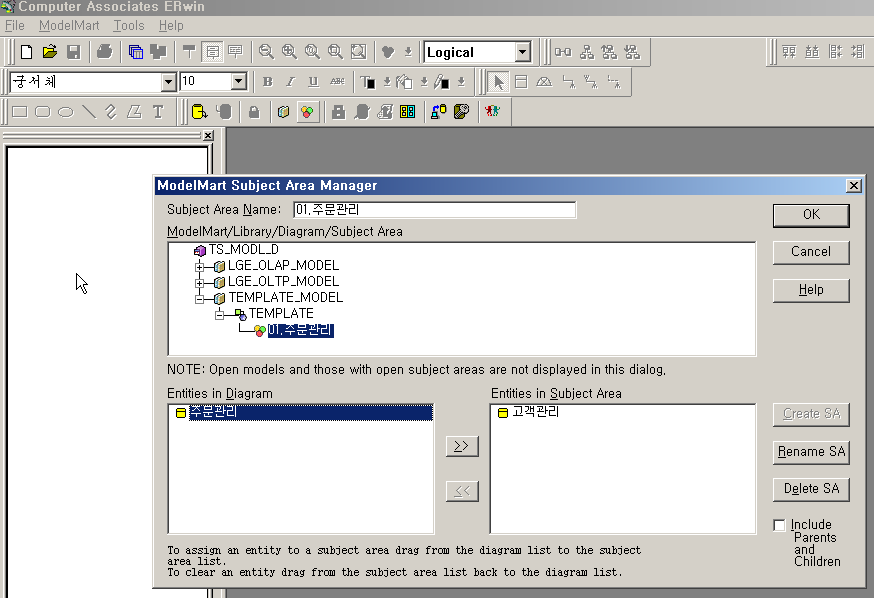 Computer Associates ERwin
File ModelMart Tools Help
Logical
궁서체 10 B I U ABC
T
ModelMart Subject Area Manager
Subject Area Name: 01.주문관리
OK
ModelMart/Library/Diagram/Subject Area
TS_MODL_D
LGE_OLAP_MODEL
LGE_OLTP_MODEL
TEMPLATE_MODEL
TEMPLATE
01.주문관리
Cancel
Help
NOTE: Open models and those with open subject areas are not displayed in this dialog.
Entities in Diagram
주문관리
>>
<<
Entities in Subject Area
고객관리
Create SA
Rename SA
Delete SA
Include
Parents
and
Children
To assign an entity to a subject area drag from the diagram list to the subject
area list.
To clear an entity drag from the subject area list back to the diagram list.